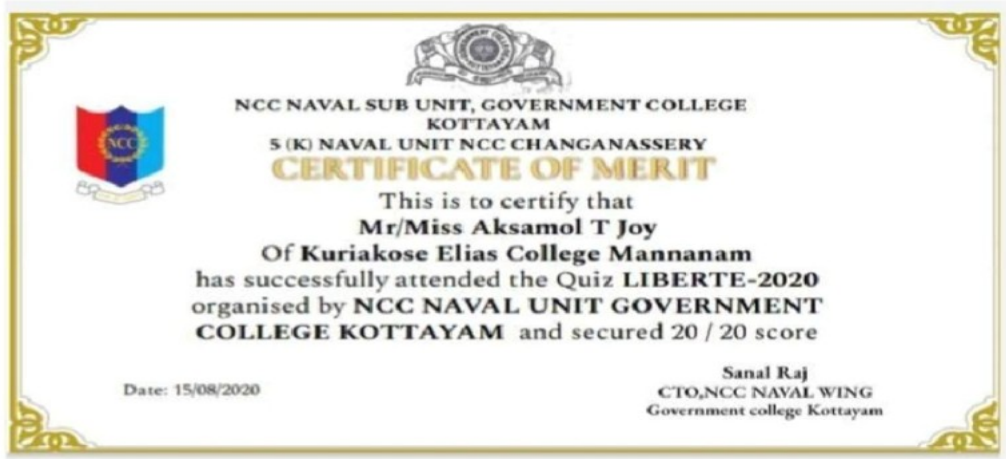 NCC NAVAL SUB UNIT, GOVERNMENT COLLEGE
KOTTAYAM
5 (K) NAVAL UNIT NCC CHANGANASSERY
CERTIFICATE OF MERIT
NCC
This is to certify that
Mr/Miss Aksamol T Joy
Of Kuriakose Elias College Mannanam
has successfully attended the Quiz LIBERTE-2020
organised by NCC NAVAL UNIT GOVERNMENT
COLLEGE KOTTAYAM and secured 20 / 20 score
Date: 15/08/2020
Sanal Raj
CTO,NCC NAVAL WING
Government college Kottayam